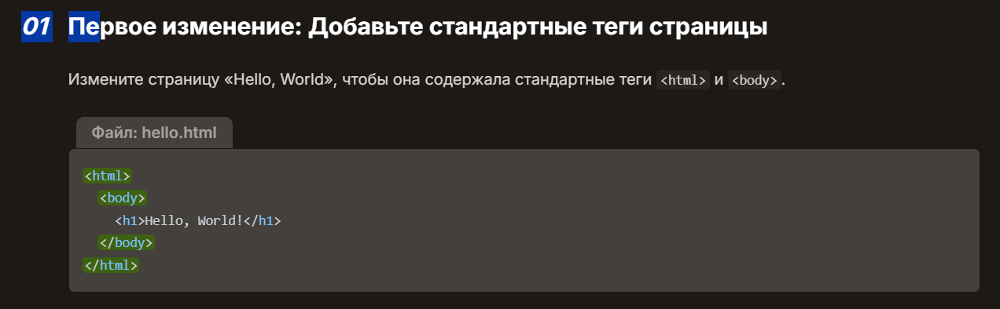 01 Первое изменение: Добавьте стандартные теги страницы
Измените страницу «Hello, World», чтобы она содержала стандартные теги <html> и <body>.
Файл: hello.html
<html>
  <body>
    <h1>Hello, World!</h1>
  </body>
</html>